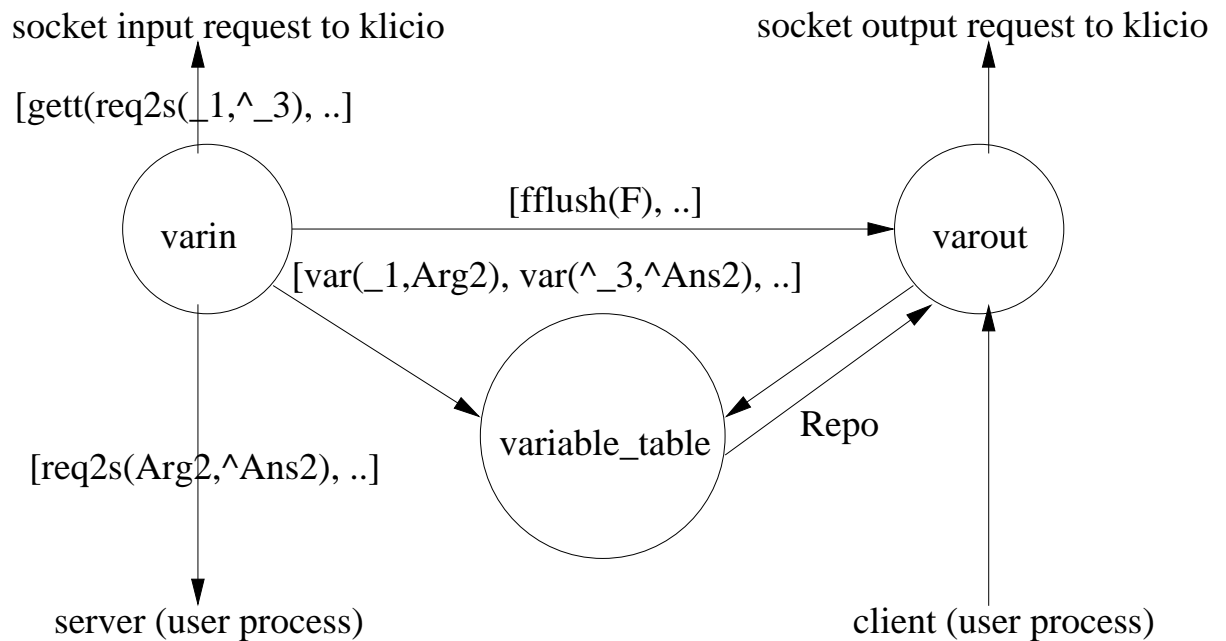 socket input request to klicio
socket output request to klicio
[gett(req2s(_1,^_3), ..]
[fflush(F), ..]
varin
varout
[var(_1,Arg2), var(^_3,^Ans2), ..]
Repo
variable_table
[req2s(Arg2,^Ans2), ..]
server (user process)
client (user process)